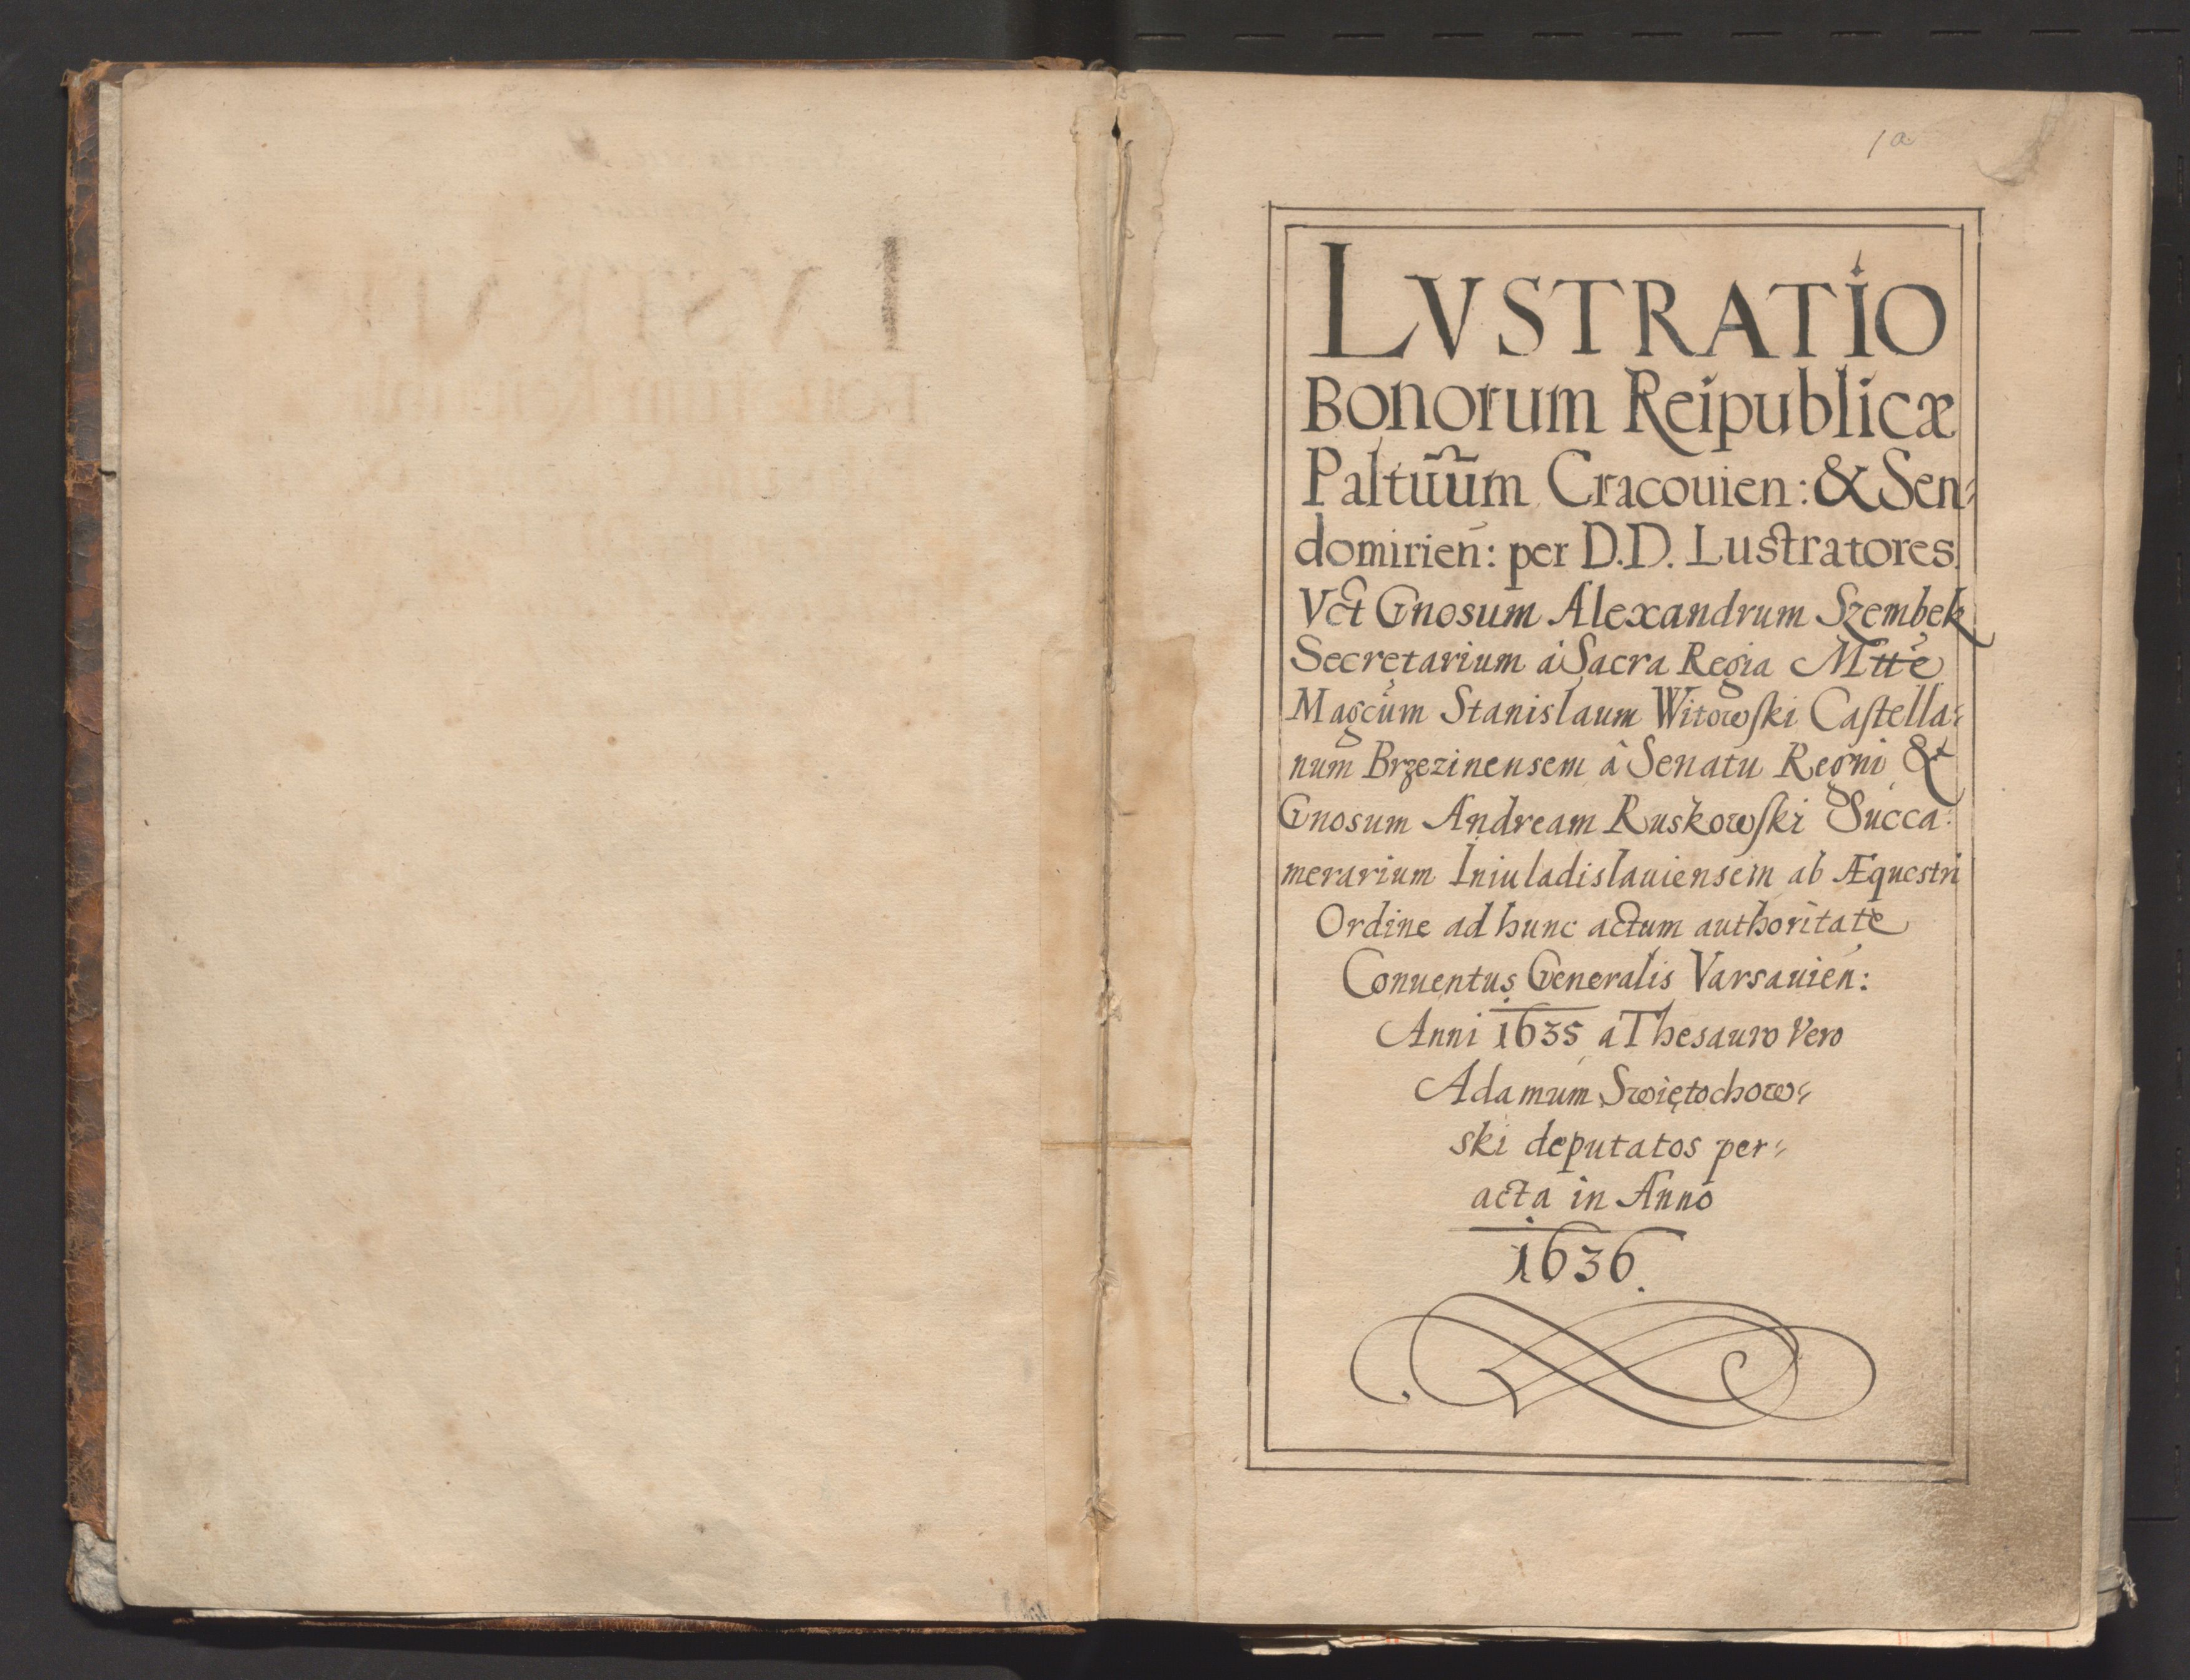 1a
LVSTRATIO
Bonorum Reipublicæ
Paltuũm Cracouien: & Sen=
domirien̄: per D.D. Lustratores
Vct Gnosum Alexandrum Szembek
Secretarium à Sacra Regia Mtte
Magcum Stanislaum Witowski Castella=
num Brzezinensem â Senatu Regni &
Gnosum Andream Ruskowski Succa=
merarium Iniuladislauiensem ab Æquestri
Ordine ad hunc actum authoritate
Conuentus Generalis Varsauien:
Anni 1635 a Thesauro Vero
Adamum Swiętochow=
ski deputatos per=
acta in Anno
1636.